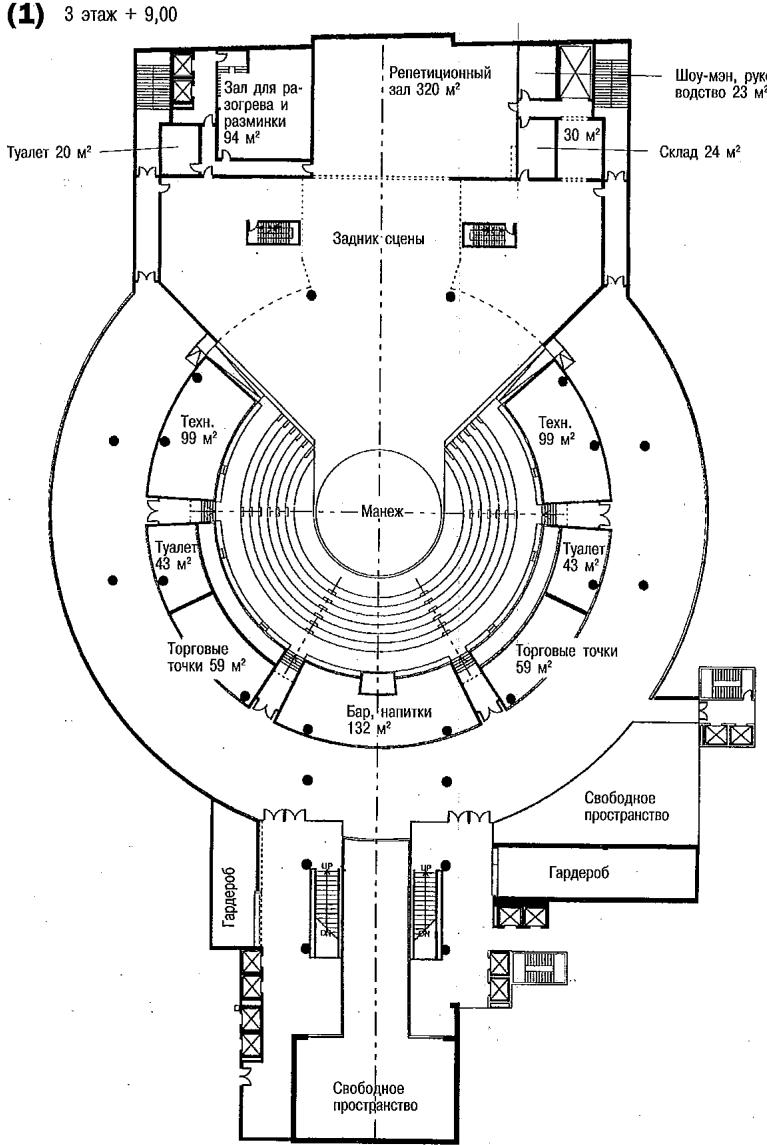 (1) 3 этаж + 9,00
Зал для ра-
зогрева и
разминки
94 м²
Репетиционный
зал 320 м²
Шоу-мэн, рук
водство 23 м²
Туалет 20 м²
30 м²
Склад 24 м²
Задник сцены
Техн.
99 м²
Техн.
99 м²
Манеж
Туалет
43 м²
Туалет
43 м²
Торговые
точки 59 м²
Торговые точки
59 м²
Бар, напитки
132 м²
Свободное
пространство
Гардероб
Гардероб
UP
UP
DN
DN
Свободное
пространство